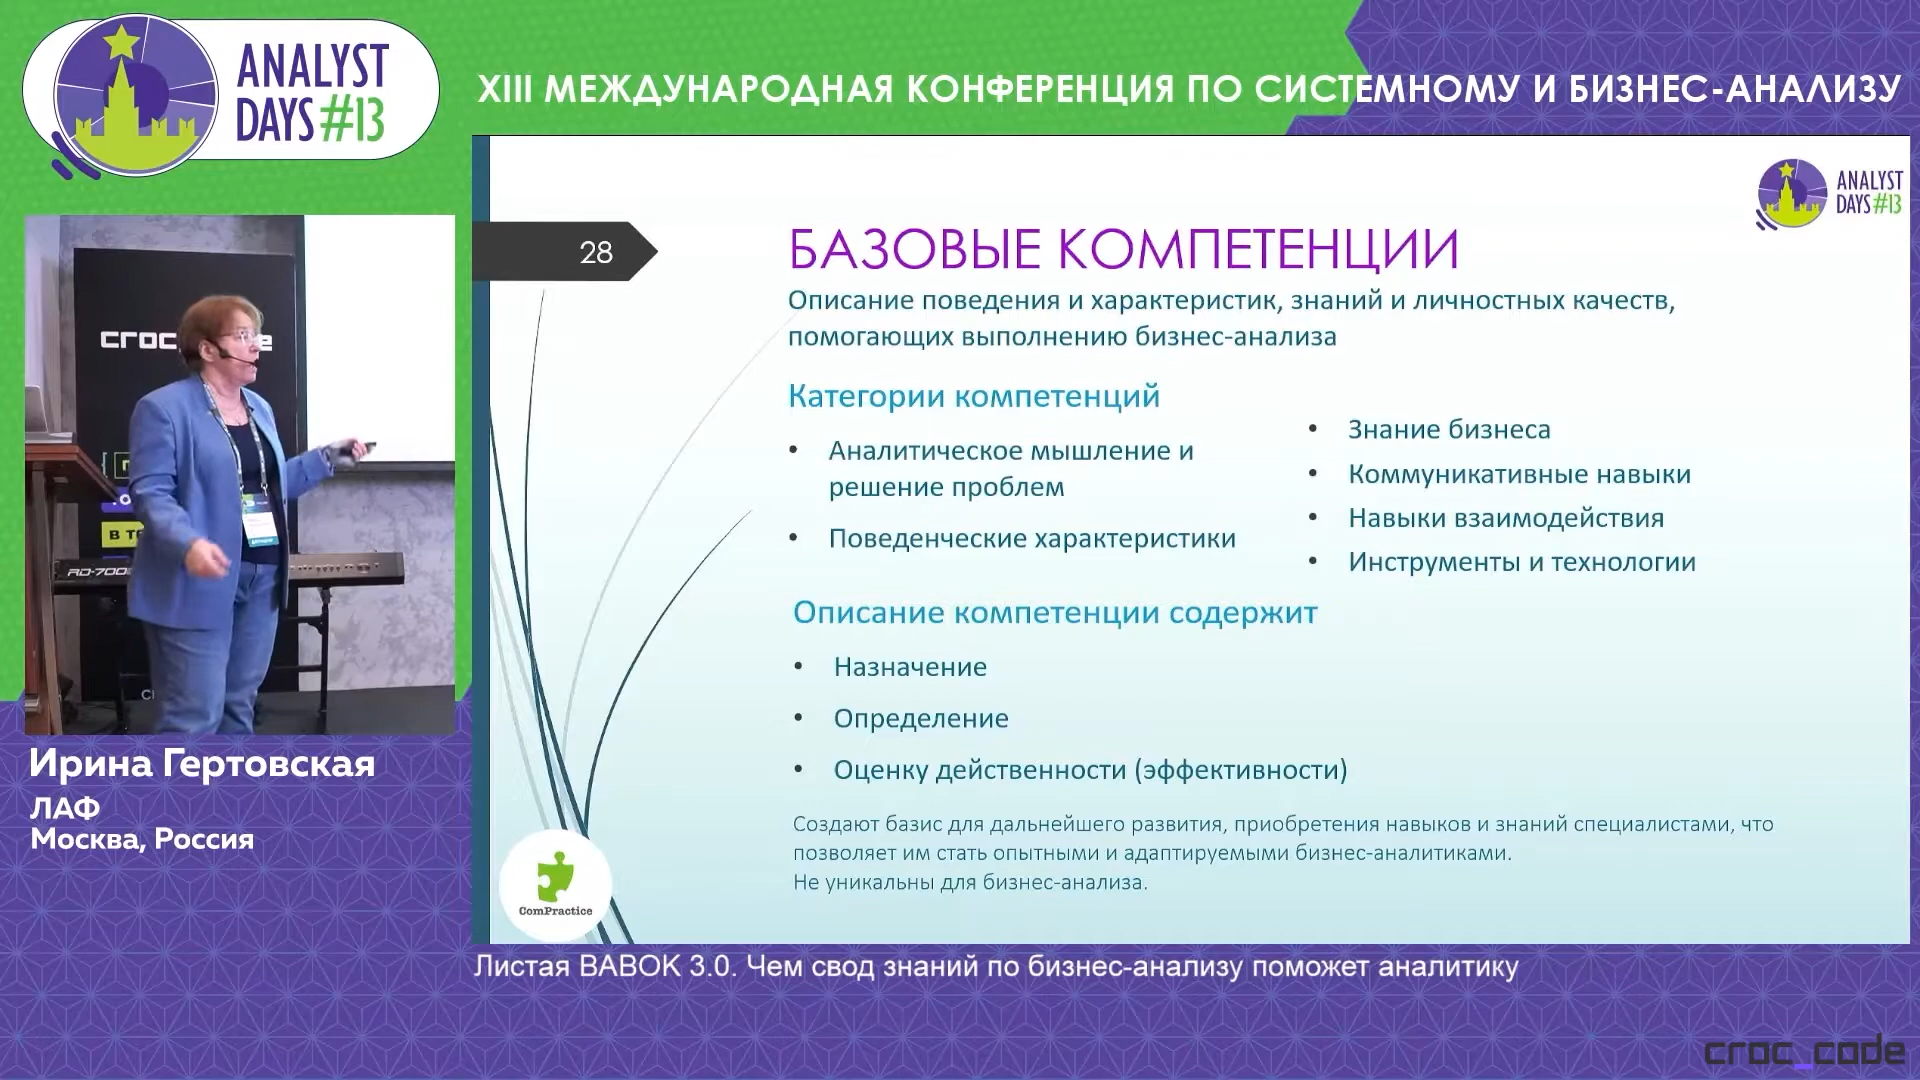 ANALYST
DAYS #13
XIII МЕЖДУНАРОДНАЯ КОНФЕРЕНЦИЯ ПО СИСТЕМНОМУ И БИЗНЕС-АНАЛИЗУ
ANALYST
DAYS #13
28
БАЗОВЫЕ КОМПЕТЕНЦИИ
Описание поведения и характеристик, знаний и личностных качеств,
помогающих выполнению бизнес-анализа
Категории компетенций
• Аналитическое мышление и
решение проблем
• Поведенческие характеристики
• Знание бизнеса
• Коммуникативные навыки
• Навыки взаимодействия
• Инструменты и технологии
Описание компетенции содержит
• Назначение
• Определение
• Оценку действенности (эффективности)
Создают базис для дальнейшего развития, приобретения навыков и знаний специалистами, что
позволяет им стать опытными и адаптируемыми бизнес-аналитиками.
Не уникальны для бизнес-анализа.
ComPractice
croc
RD-700
Ирина Гертовская
ЛАФ
Москва, Россия
Листая BABOK 3.0. Чем свод знаний по бизнес-анализу поможет аналитику
croc_code